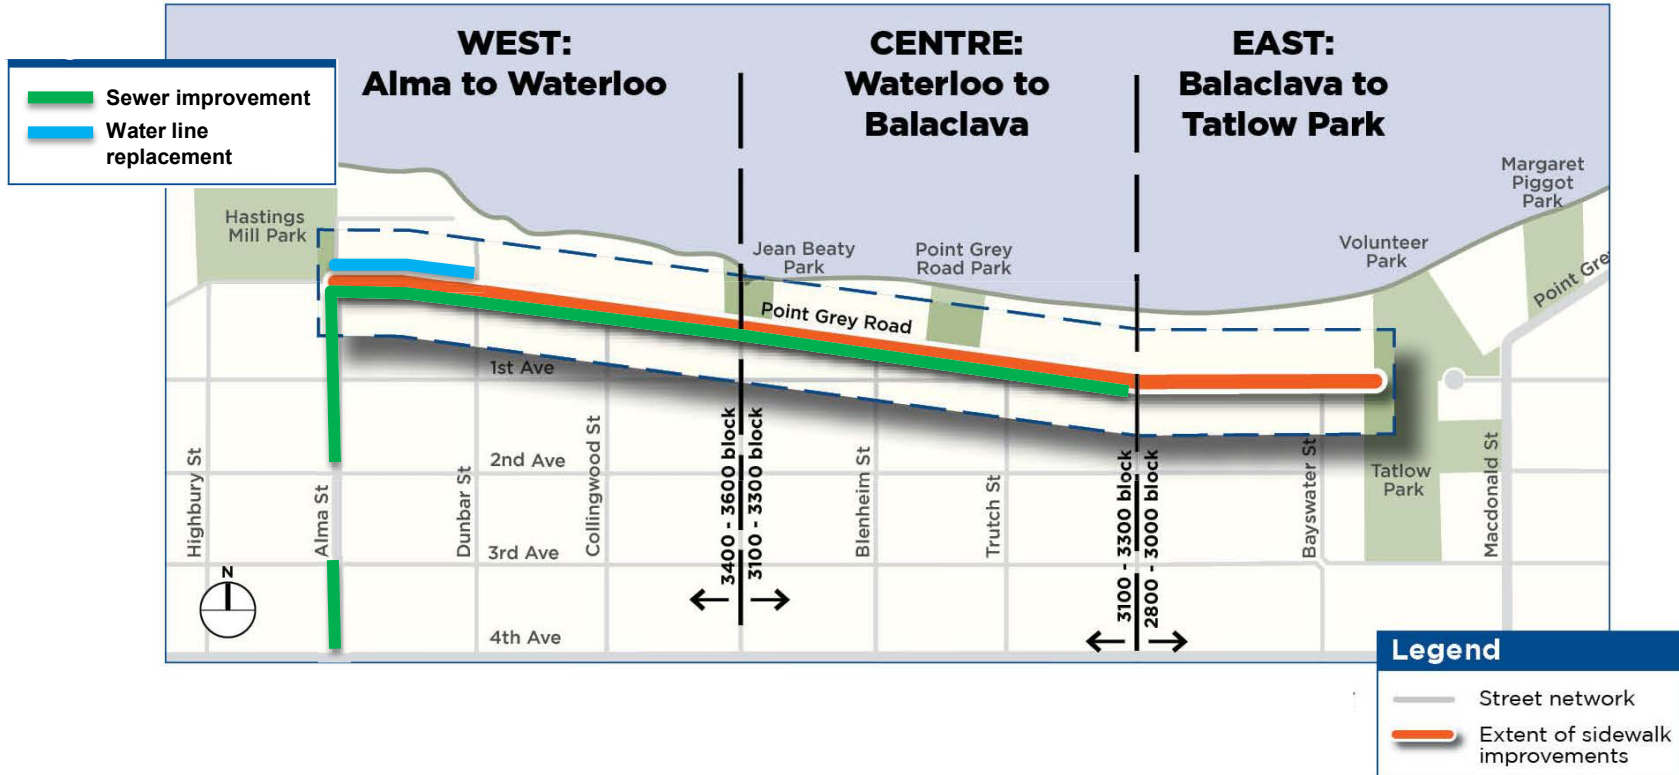 WEST:
Alma to Waterloo
CENTRE:
Waterloo to
Balaclava
EAST:
Balaclava to
Tatlow Park
Sewer improvement
Water line
replacement
Hastings
Mill Park
Jean Beaty
Park
Point Grey
Road Park
Volunteer
Park
Margaret
Piggot
Park
Point Gre
Point Grey Road
1st Ave
2nd Ave
3rd Ave
4th Ave
Highbury St
Alma St
Dunbar St
Collingwood St
3400 - 3600 block
3100 - 3300 block
Blenheim St
Trutch St
3100 - 3300 block
2800 - 3000 block
Bayswater St
Tatlow
Park
Macdonald St
N
Legend
Street network
Extent of sidewalk
improvements